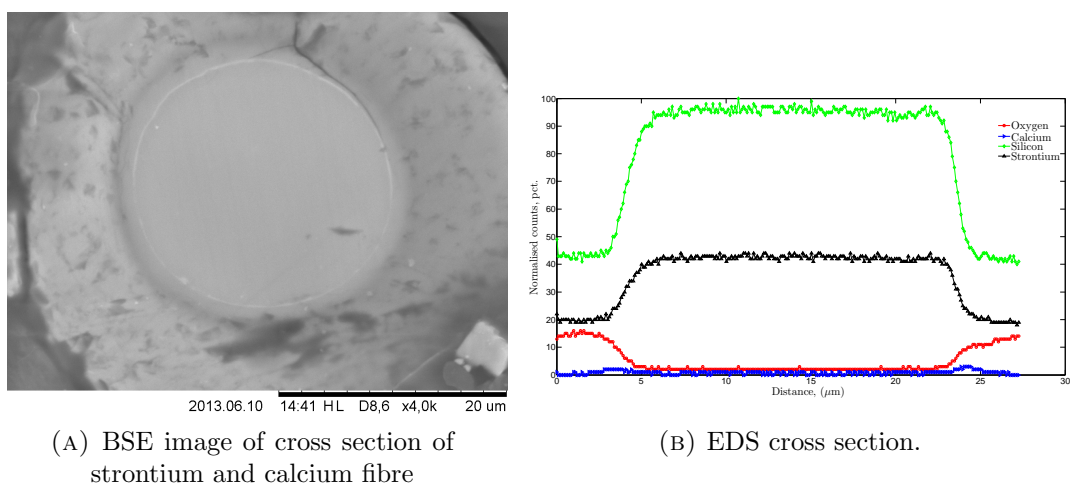 2013.06.10 14:41 HL D8,6 x4,0k 20 um
(A) BSE image of cross section of
strontium and calcium fibre
100
90
80
70
60
50
40
30
20
10
0
0 5 10 15 20 25 30
Normalised counts, pct.
Distance, (μm)
Oxygen
Calcium
Silicon
Strontium
(B) EDS cross section.